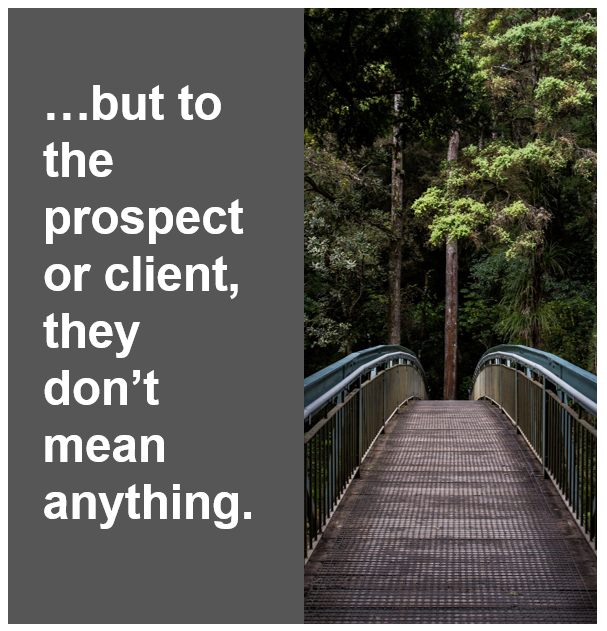 …but to
the
prospect
or client,
they
don’t
mean
anything.